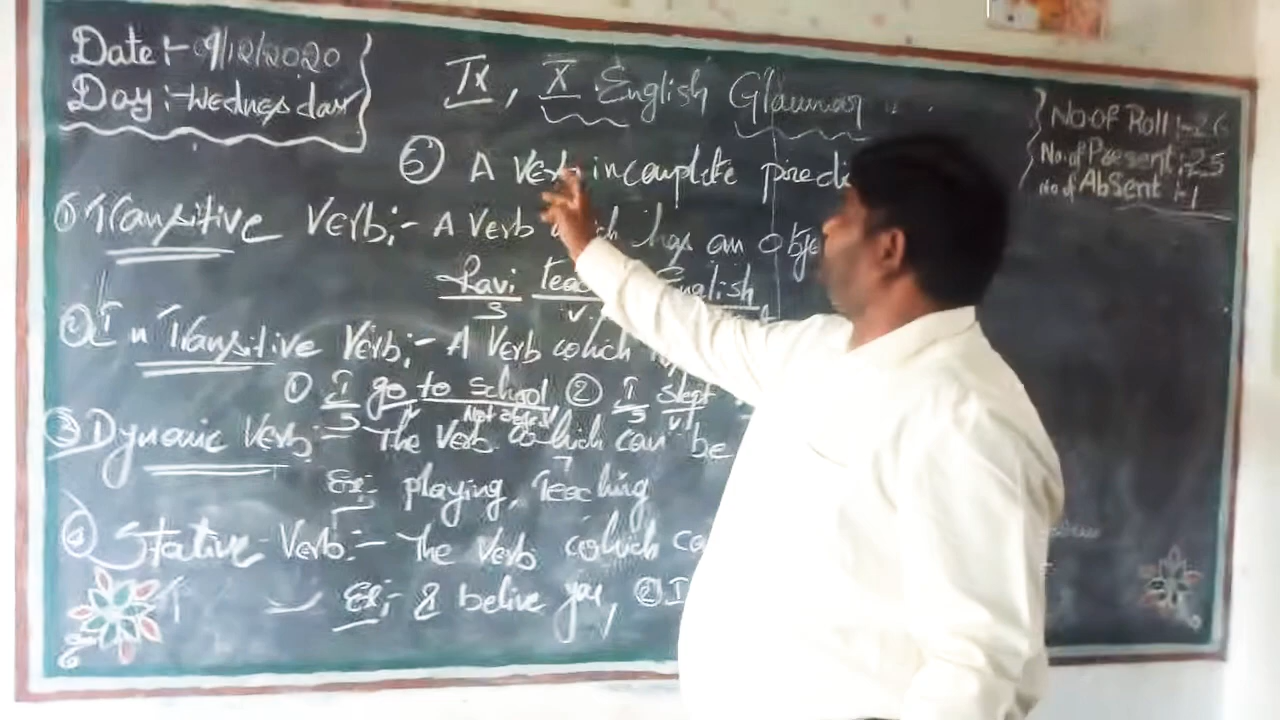 Date:- 9/12/2020
Day:- Wednesday
IX, X English Grammar
No. of Roll :- 26
No. of Present :- 25
No. of Absent :- 1
⑤ A Verb incomplete predi
① Transitive Verb:- A Verb which has an obje
Ravi teac English
S V.
② In Transitive Verb:- A Verb which
① I go to school ② I slept
S V Not object S V
③ Dynamic Verb:- The Verb which can be
Ex:- playing, Teaching
④ Stative Verb:- The Verb which ca
Ex:- I belive you, ② I